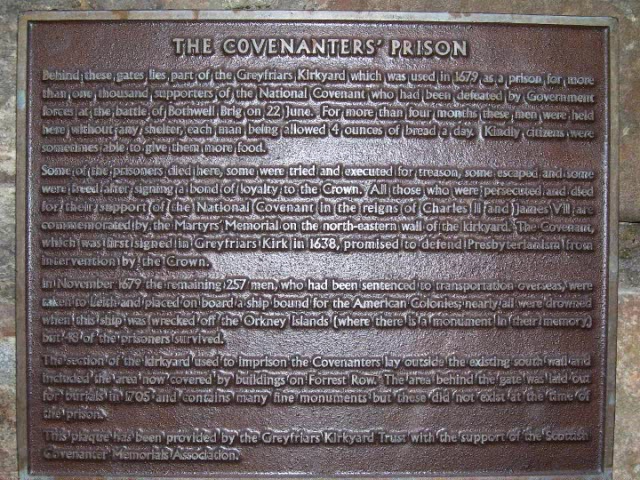 THE COVENANTERS' PRISON
Behind these gates lies part of the Greyfriars Kirkyard which was used in 1679 as a prison for more
than one thousand supporters of the National Covenant who had been defeated by Government
forces at the battle of Bothwell Brig on 22 June. For more than four months these men were held
here without any shelter, each man being allowed 4 ounces of bread a day. Kindly citizens were
sometimes able to give them more food.
Some of the prisoners died here, some were tried and executed for treason, some escaped and some
were freed after signing a bond of loyalty to the Crown. All those who were persecuted and died
for their support of the National Covenant in the reigns of Charles II and James VII are
commemorated by the Martyrs' Memorial on the north-eastern wall of the kirkyard. The Covenant,
which was first signed in Greyfriars Kirk in 1638, promised to defend Presbyterianism from
intervention by the Crown.
In November 1679 the remaining 257 men, who had been sentenced to transportation overseas, were
taken to Leith and placed on board a ship bound for the American Colonies; nearly all were drowned
when this ship was wrecked off the Orkney Islands (where there is a monument in their memory)
but 48 of the prisoners survived.
The section of the kirkyard used to imprison the Covenanters lay outside the existing south wall and
included the area now covered by buildings on Forrest Row. The area behind the gate was laid out
for burials in 1705 and contains many fine monuments but these did not exist at the time of
the prison.
This plaque has been provided by the Greyfriars Kirkyard Trust with the support of the Scottish
Covenanter Memorials Association.